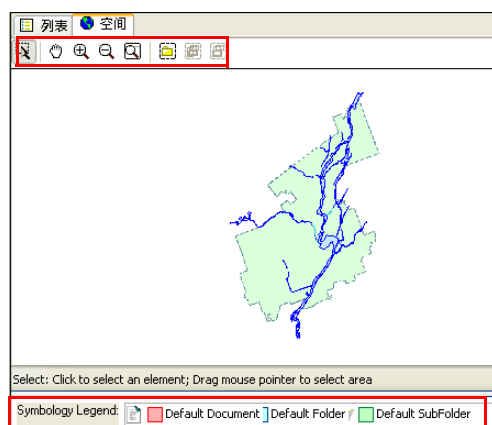 列表 空间
Select: Click to select an element; Drag mouse pointer to select area
Symbology Legend: Default Document Default Folder Default SubFolder